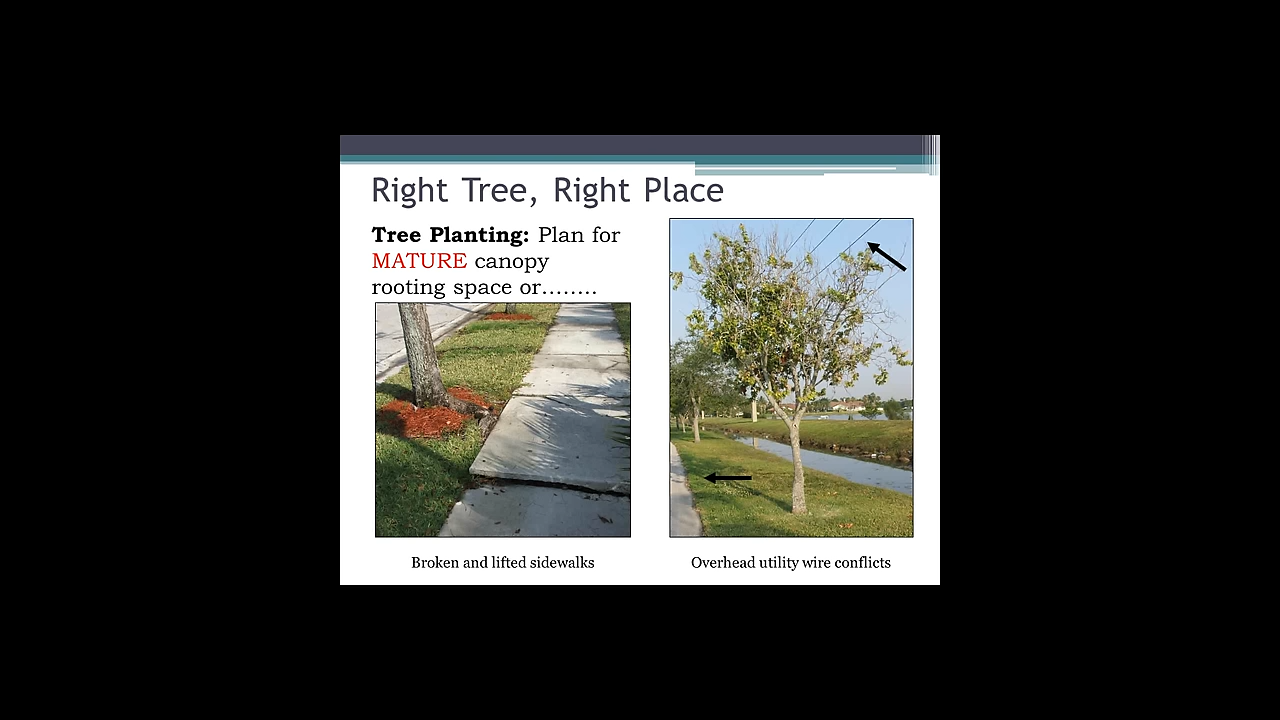 Right Tree, Right Place
Tree Planting: Plan for
MATURE canopy
rooting space or........
Broken and lifted sidewalks
Overhead utility wire conflicts